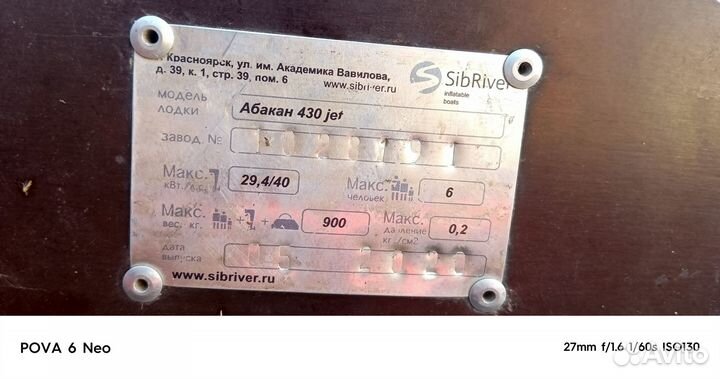 г. Красноярск, ул. им. Академика Вавилова,
д. 39, к. 1, стр. 39, пом. 6
www.sibriver.ru
SibRiver
inflatable
boats
модель
лодки
Абакан 430 jet
завод. №
Макс.
кВт./л.с.
29,4/40
Макс.
человек.
6
Макс.
вес. кг.
+
+
900
Макс.
давление
кг./см2
0,2
дата
выпуска
www.sibriver.ru
POVA 6 Neo
27mm f/1.6 1/60s ISO130
Avito